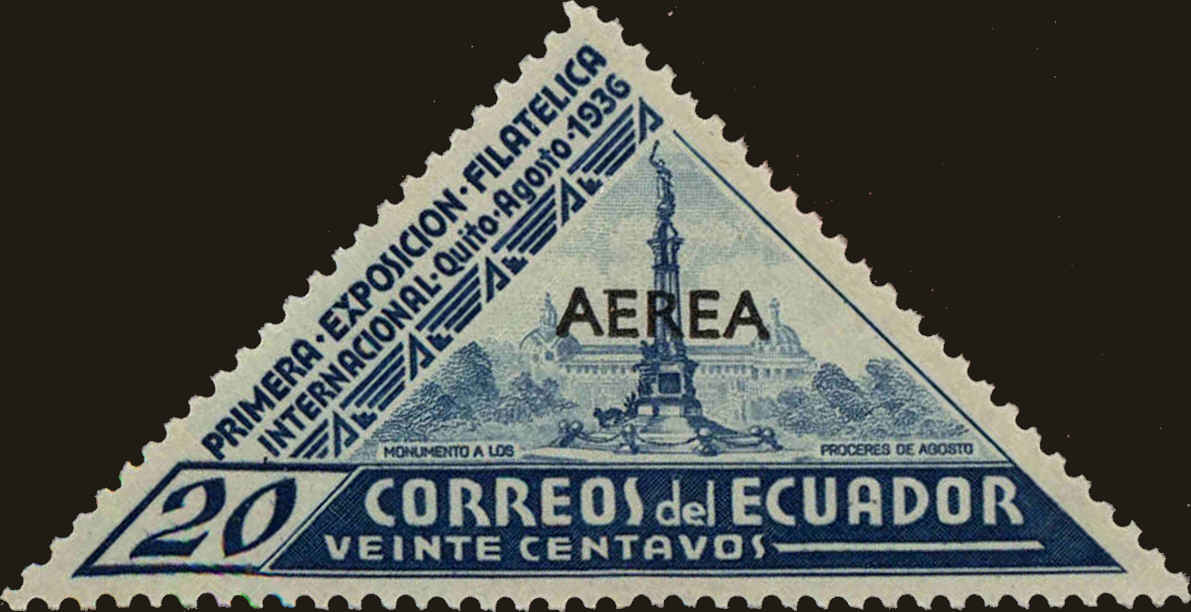 PRIMERA·EXPOSICION·FILATELICA
INTERNACIONAL·Quito·Agosto·1936
AEREA
MONUMENTO A LOS PROCERES DE AGOSTO
20
CORREOS del ECUADOR
VEINTE CENTAVOS